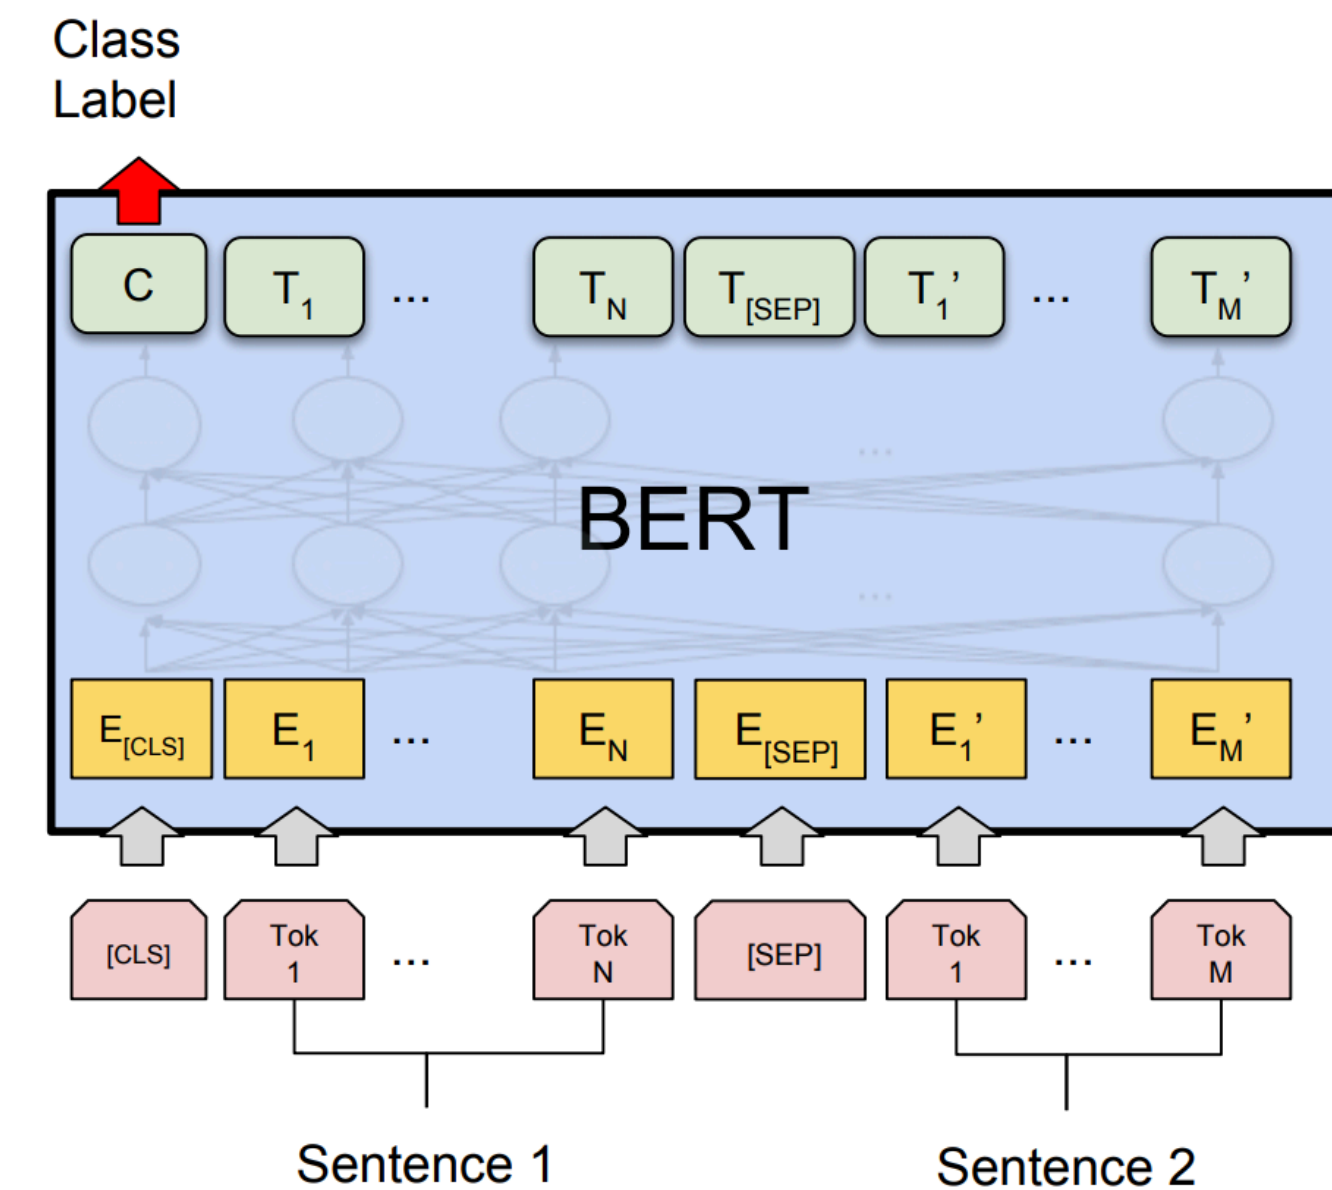 Class
Label
C T1 ... TN T[SEP] T1’ ... TM’
...
BERT
...
E[CLS] E1 ... EN E[SEP] E1’ ... EM’
[CLS] Tok 1 ... Tok N [SEP] Tok 1 ... Tok M
Sentence 1 Sentence 2